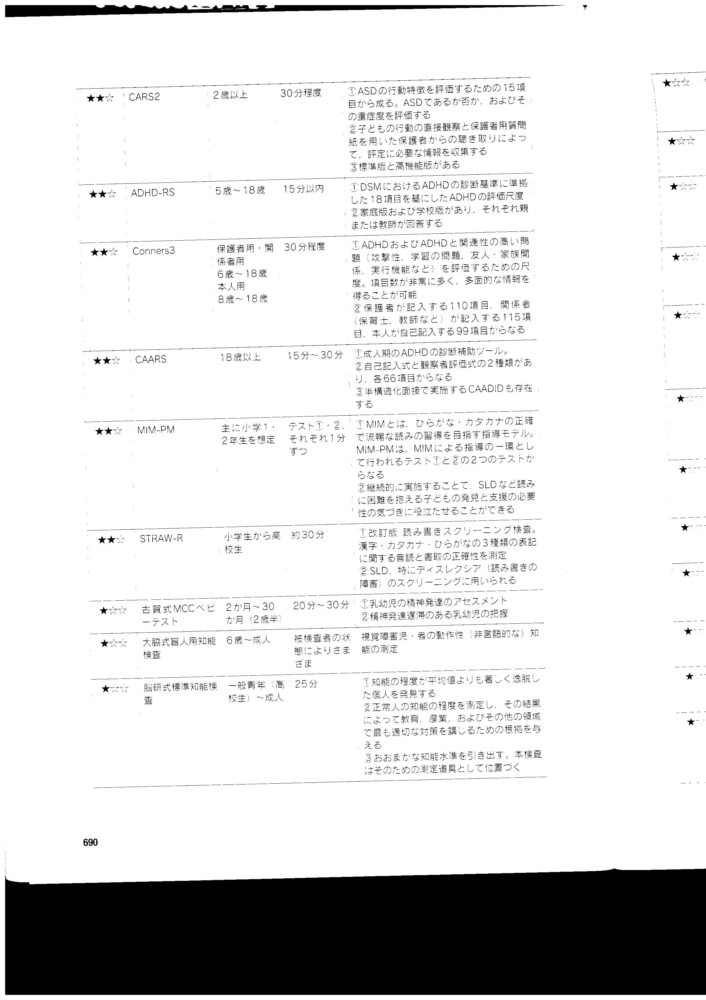 ★★☆ CARS2 2歳以上 30分程度 ①ASDの行動特徴を評価するための15項
目から成る。ASDであるか否か，およびそ
の重症度を評価する
②子どもの行動の直接観察と保護者用質問
紙を用いた保護者からの聴き取りによっ
て，評定に必要な情報を収集する
③標準版と高機能版がある
★★☆ ADHD-RS 5歳～18歳 15分以内 ①DSMにおけるADHDの診断基準に準拠
した18項目を基にしたADHDの評価尺度
②家庭版および学校版があり，それぞれ親
または教師が回答する
★★☆ Conners3 保護者用・関 30分程度 ①ADHDおよびADHDと関連性の高い問
係者用 題（攻撃性，学習の問題，友人・家族関
6歳～18歳 係，実行機能など）を評価するための尺
本人用 度。項目数が非常に多く，多面的な情報を
8歳～18歳 得ることが可能
②保護者が記入する110項目，関係者
（保育士，教師など）が記入する115項
目，本人が自己記入する99項目からなる
★★☆ CAARS 18歳以上 15分～30分 ①成人期のADHDの診断補助ツール。
②自己記入式と観察者評価式の2種類があ
り，各66項目からなる
③半構造化面接で実施するCAADIDも存在
する
★★☆ MIM-PM 主に小学1・ テスト①・②， ①MIMとは，ひらがな・カタカナの正確
2年生を想定 それぞれ1分 で流暢な読みの習得を目指す指導モデル。
ずつ MIM-PMは，MIMによる指導の一環とし
て行われるテスト①と②の2つのテストか
らなる
②継続的に実施することで，SLDなど読み
に困難を抱える子どもの発見と支援の必要
性の気づきに役立たせることができる
★★☆ STRAW-R 小学生から高 約30分 ①改訂版 読み書きスクリーニング検査。
校生 漢字・カタカナ・ひらがなの3種類の表記
に関する音読と書取の正確性を測定
②SLD，特にディスレクシア（読み書きの
障害）のスクリーニングに用いられる
★☆☆ 古賀式MCCベビ 2か月～30 20分～30分 ①乳幼児の精神発達のアセスメント
ーテスト か月（2歳半） ②精神発達遅滞のある乳幼児の把握
★☆☆ 大脇式盲人用知能 6歳～成人 被検査者の状 視覚障害児・者の動作性（非言語的な）知
検査 態によりさま 能の測定
ざま
★☆☆ 脳研式標準知能検 一般青年（高 25分 ①知能の程度が平均値よりも著しく逸脱し
査 校生）～成人 た個人を発見する
②正常人の知能の程度を測定し，その結果
によって教育，産業，およびその他の領域
で最も適切な対策を講じるための根拠を与
える
③おおまかな知能水準を引き出す。本検査
はそのための測定道具として位置づく
690
★☆☆
★☆☆
★☆☆
★☆☆
★☆☆